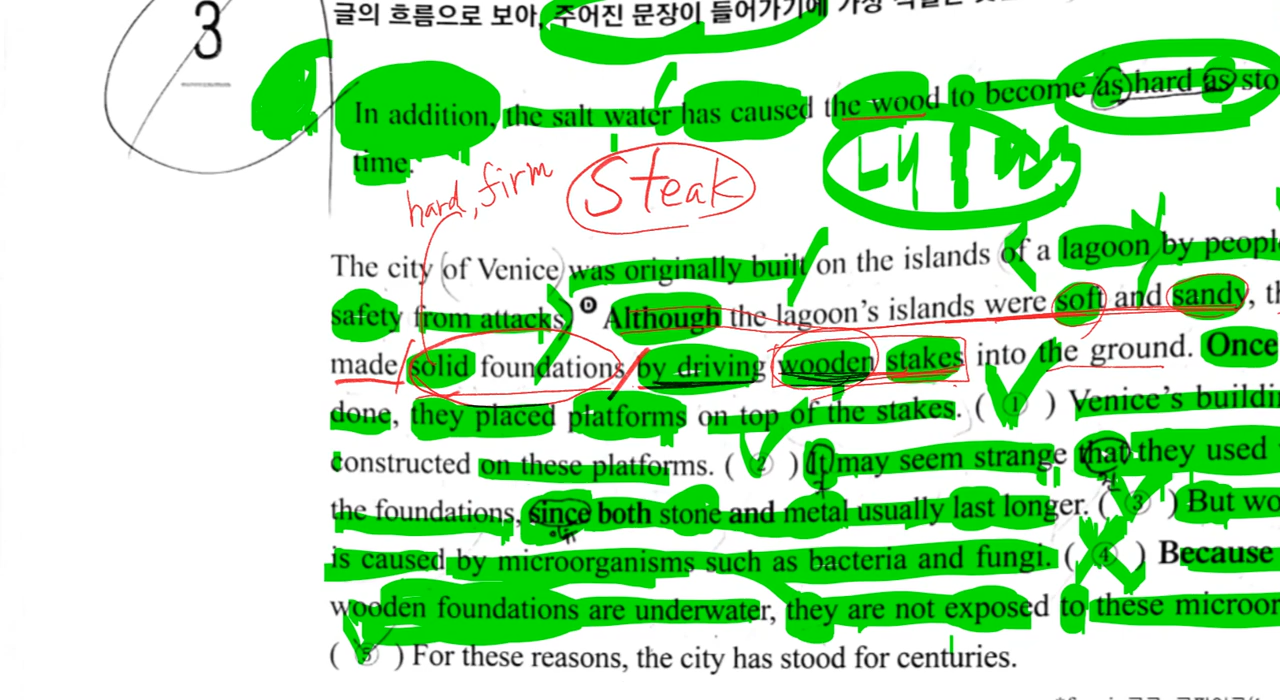 3
글의 흐름으로 보아, 주어진 문장이 들어가기에 가장
In addition, the salt water has caused the wood to become as hard as sto
time.
hard, firm
Steak
The city of Venice was originally built on the islands of a lagoon by peopl
safety from attacks. ❶ Although the lagoon's islands were soft and sandy, th
made solid foundations by driving wooden stakes into the ground. Once
done, they placed platforms on top of the stakes. ( ① ) Venice's buildin
constructed on these platforms. ( ② ) It may seem strange that they used
the foundations, since both stone and metal usually last longer. ( ③ ) But wo
is caused by microorganisms such as bacteria and fungi. ( ④ ) Because
wooden foundations are underwater, they are not exposed to these microor
( ⑤ ) For these reasons, the city has stood for centuries.